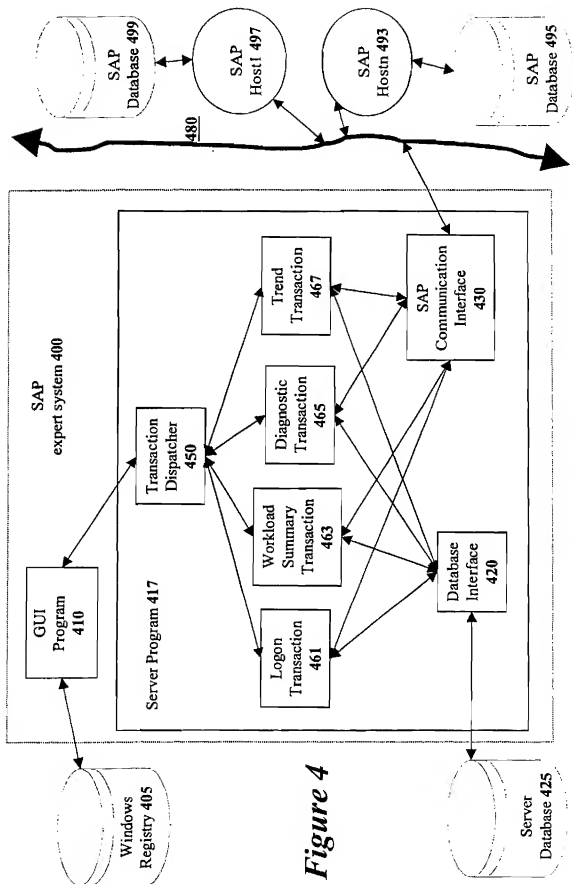 SAP
Database 499
SAP
Host1 497
SAP
Hostn 493
SAP
Database 495
480
SAP
expert system 400
GUI
Program
410
Server Program 417
Transaction
Dispatcher
450
Logon
Transaction
461
Workload
Summary
Transaction
463
Diagnostic
Transaction
465
Trend
Transaction
467
Database
Interface
420
SAP
Communication
Interface
430
Windows
Registry 405
Server
Database 425
Figure 4